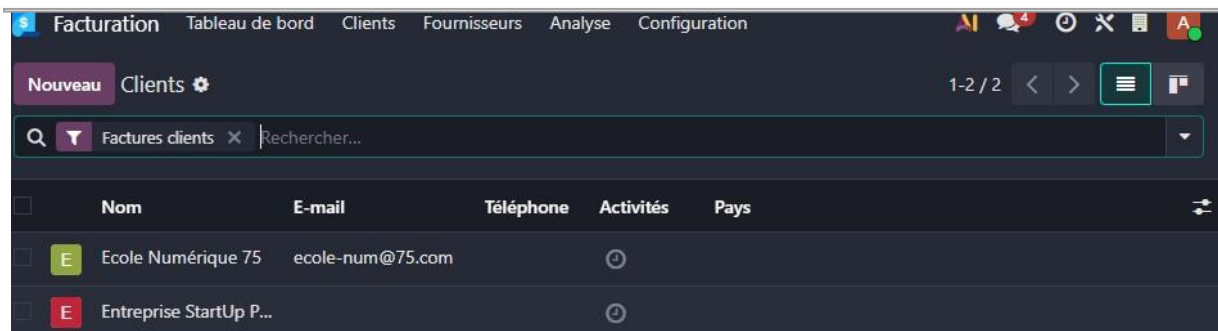 $ Facturation Tableau de bord Clients Fournisseurs Analyse Configuration AI 4 A
Nouveau Clients 1-2 / 2
Factures clients Rechercher...
Nom E-mail Téléphone Activités Pays
E Ecole Numérique 75 ecole-num@75.com
E Entreprise StartUp P...